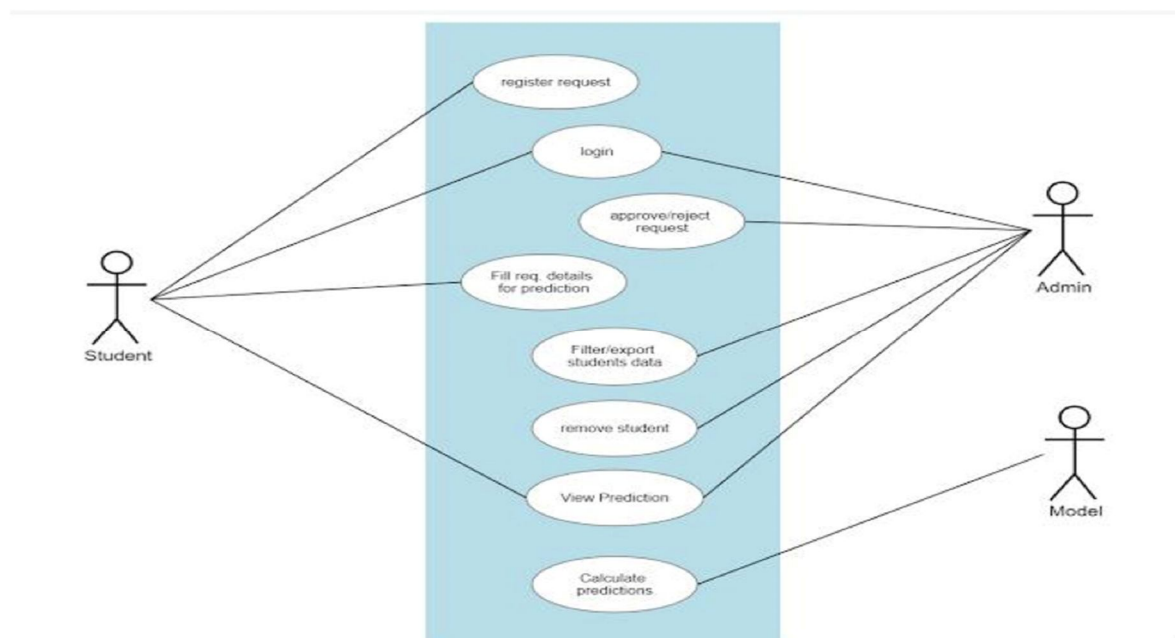 register request
login
approve/reject
request
Fill req. details
for prediction
Admin
Student
Filter/export
students data
remove student
View Prediction
Model
Calculate
predictions